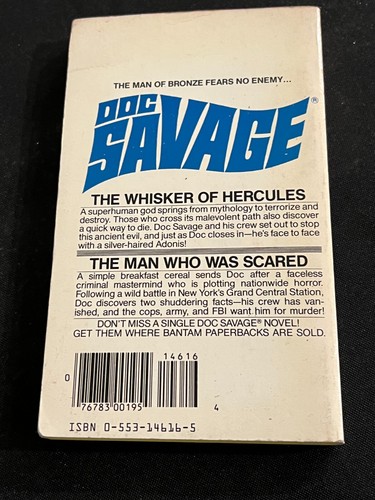 THE MAN OF BRONZE FEARS NO ENEMY...
DOC
SAVAGE®
THE WHISKER OF HERCULES
A superhuman god springs from mythology to terrorize and
destroy. Those who cross its malevolent path also discover
a quick way to die. Doc Savage and his crew set out to stop
this ancient evil, and just as Doc closes in—he's face to face
with a silver-haired Adonis!
THE MAN WHO WAS SCARED
A simple breakfast cereal sends Doc after a faceless
criminal mastermind who is plotting nationwide horror.
Following a wild battle in New York's Grand Central Station,
Doc discovers two shuddering facts—his crew has van-
ished, and the cops, army, and FBI want him for murder!
DON'T MISS A SINGLE DOC SAVAGE® NOVEL!
GET THEM WHERE BANTAM PAPERBACKS ARE SOLD.
14616
0
76783 00195
4
ISBN 0-553-14616-5